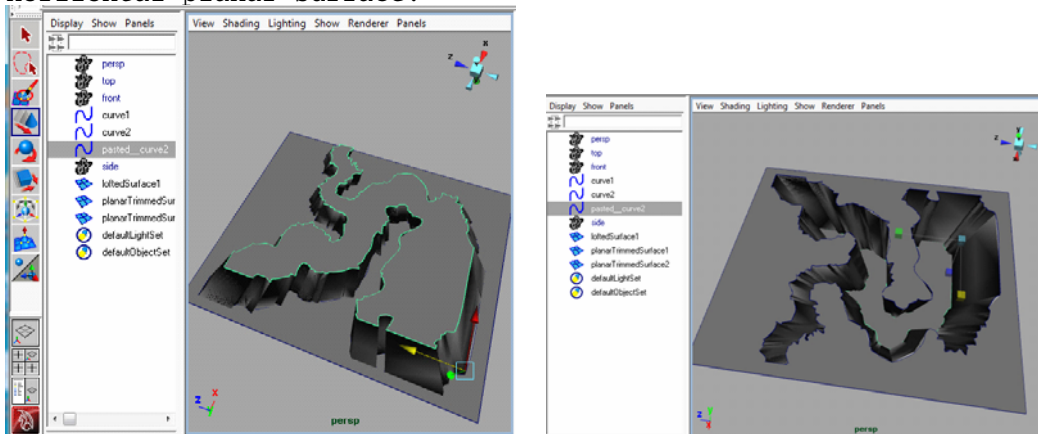 Display Show Panels
View Shading Lighting Show Renderer Panels
persp
top
front
curve1
curve2
pasted__curve2
side
loftedSurface1
planarTrimmedSur
planarTrimmedSur
defaultLightSet
defaultObjectSet
z
x
z
x
persp
Display Show Panels
View Shading Lighting Show Renderer Panels
persp
top
front
curve1
curve2
pasted__curve2
side
loftedSurface1
planarTrimmedSurface1
planarTrimmedSurface2
defaultLightSet
defaultObjectSet
z
y
z
persp